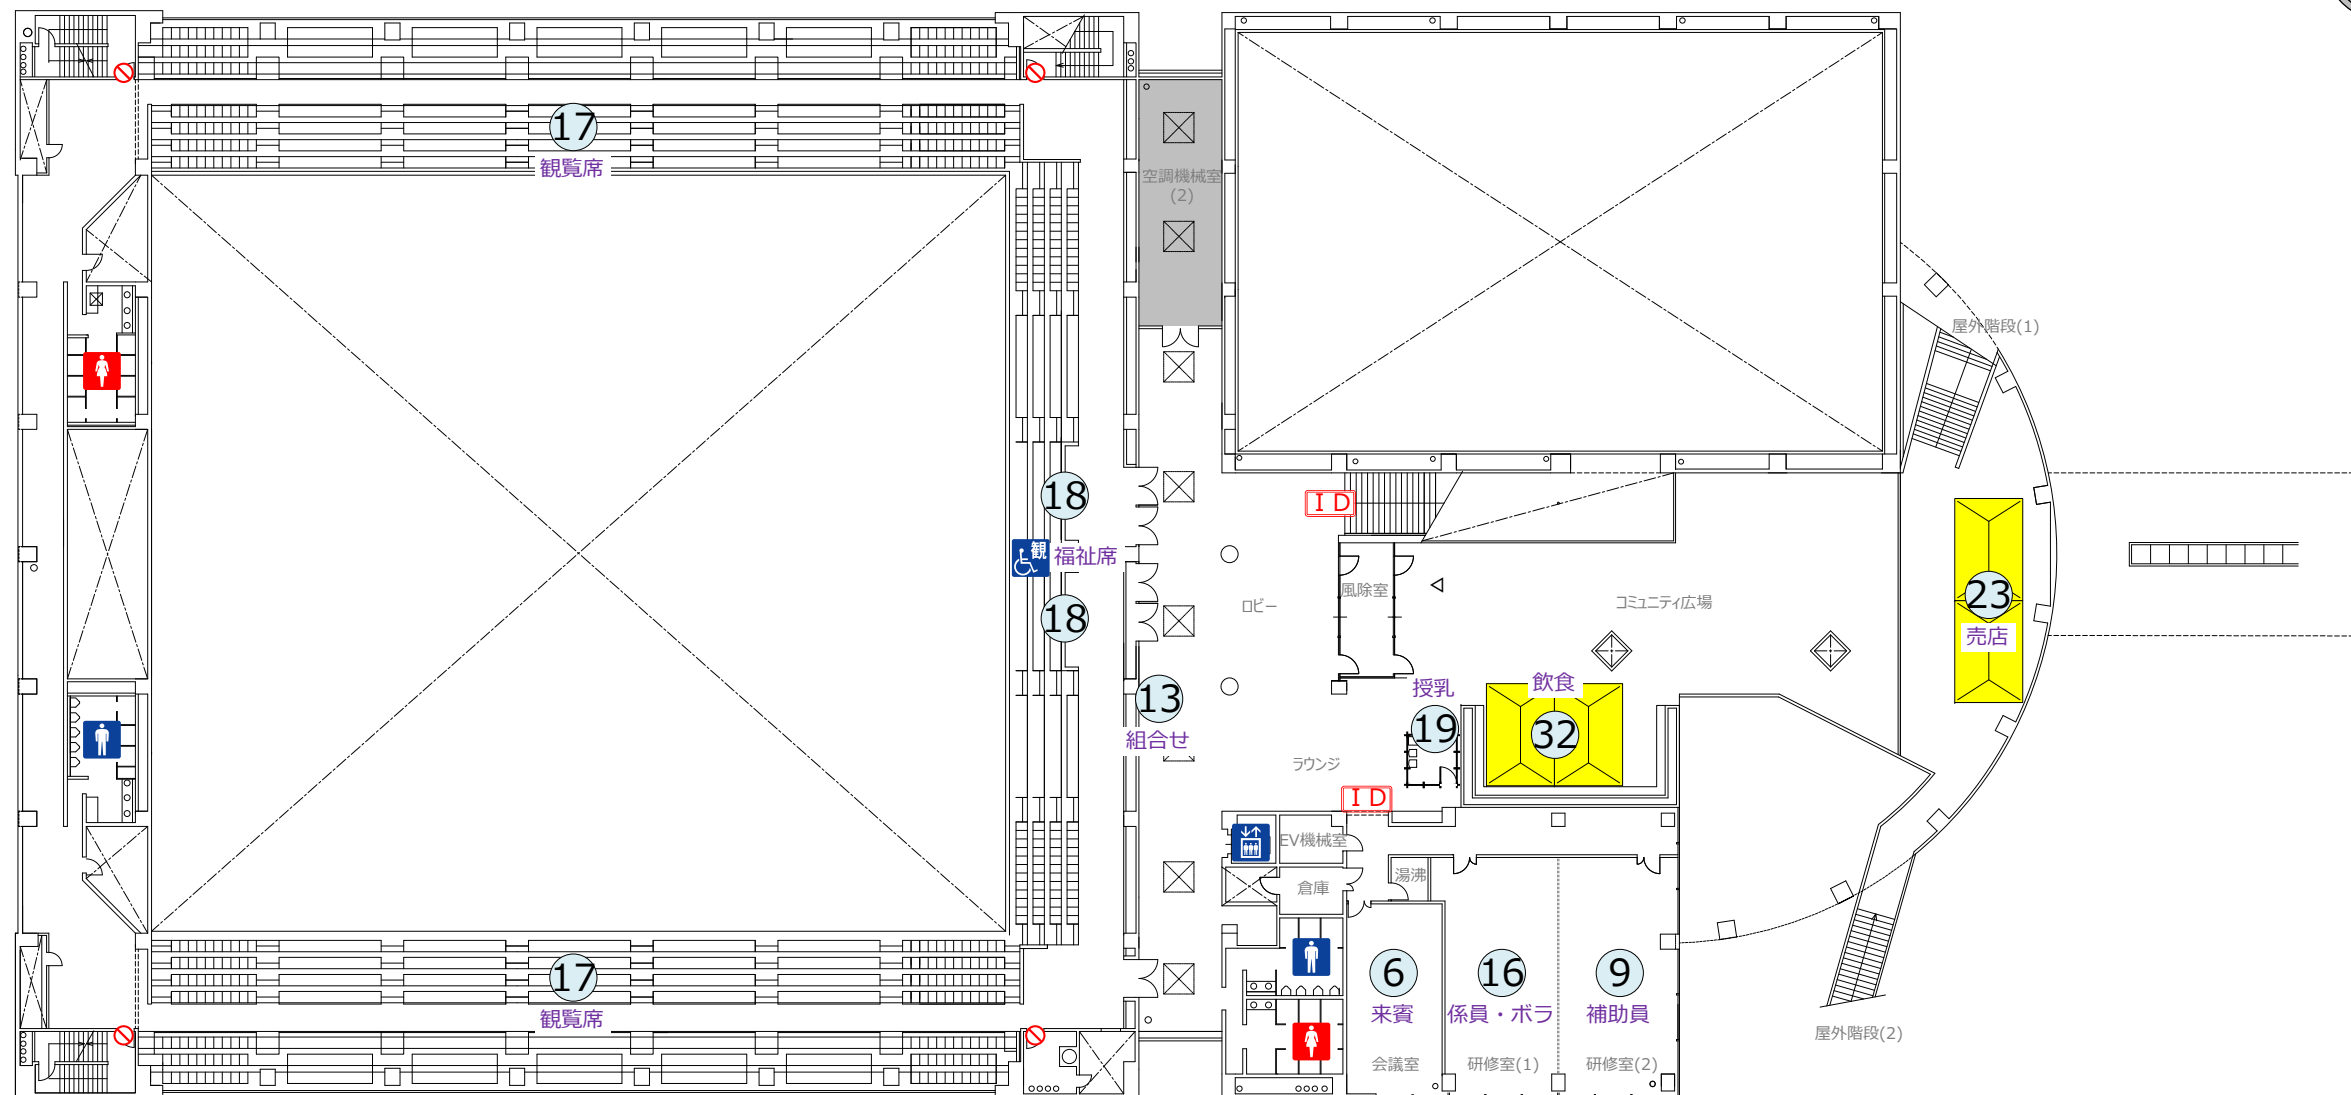 17
観覧席
空調機械室
(2)
屋外階段(1)
18
ＩＤ
観
福祉席
18
ロビー
風除室
コミュニティ広場
23
売店
13
組合せ
授乳
19
飲食
32
ラウンジ
ＩＤ
EV機械室
湯沸
倉庫
17
観覧席
6
来賓
会議室
16
係員・ボラ
研修室(1)
9
補助員
研修室(2)
屋外階段(2)